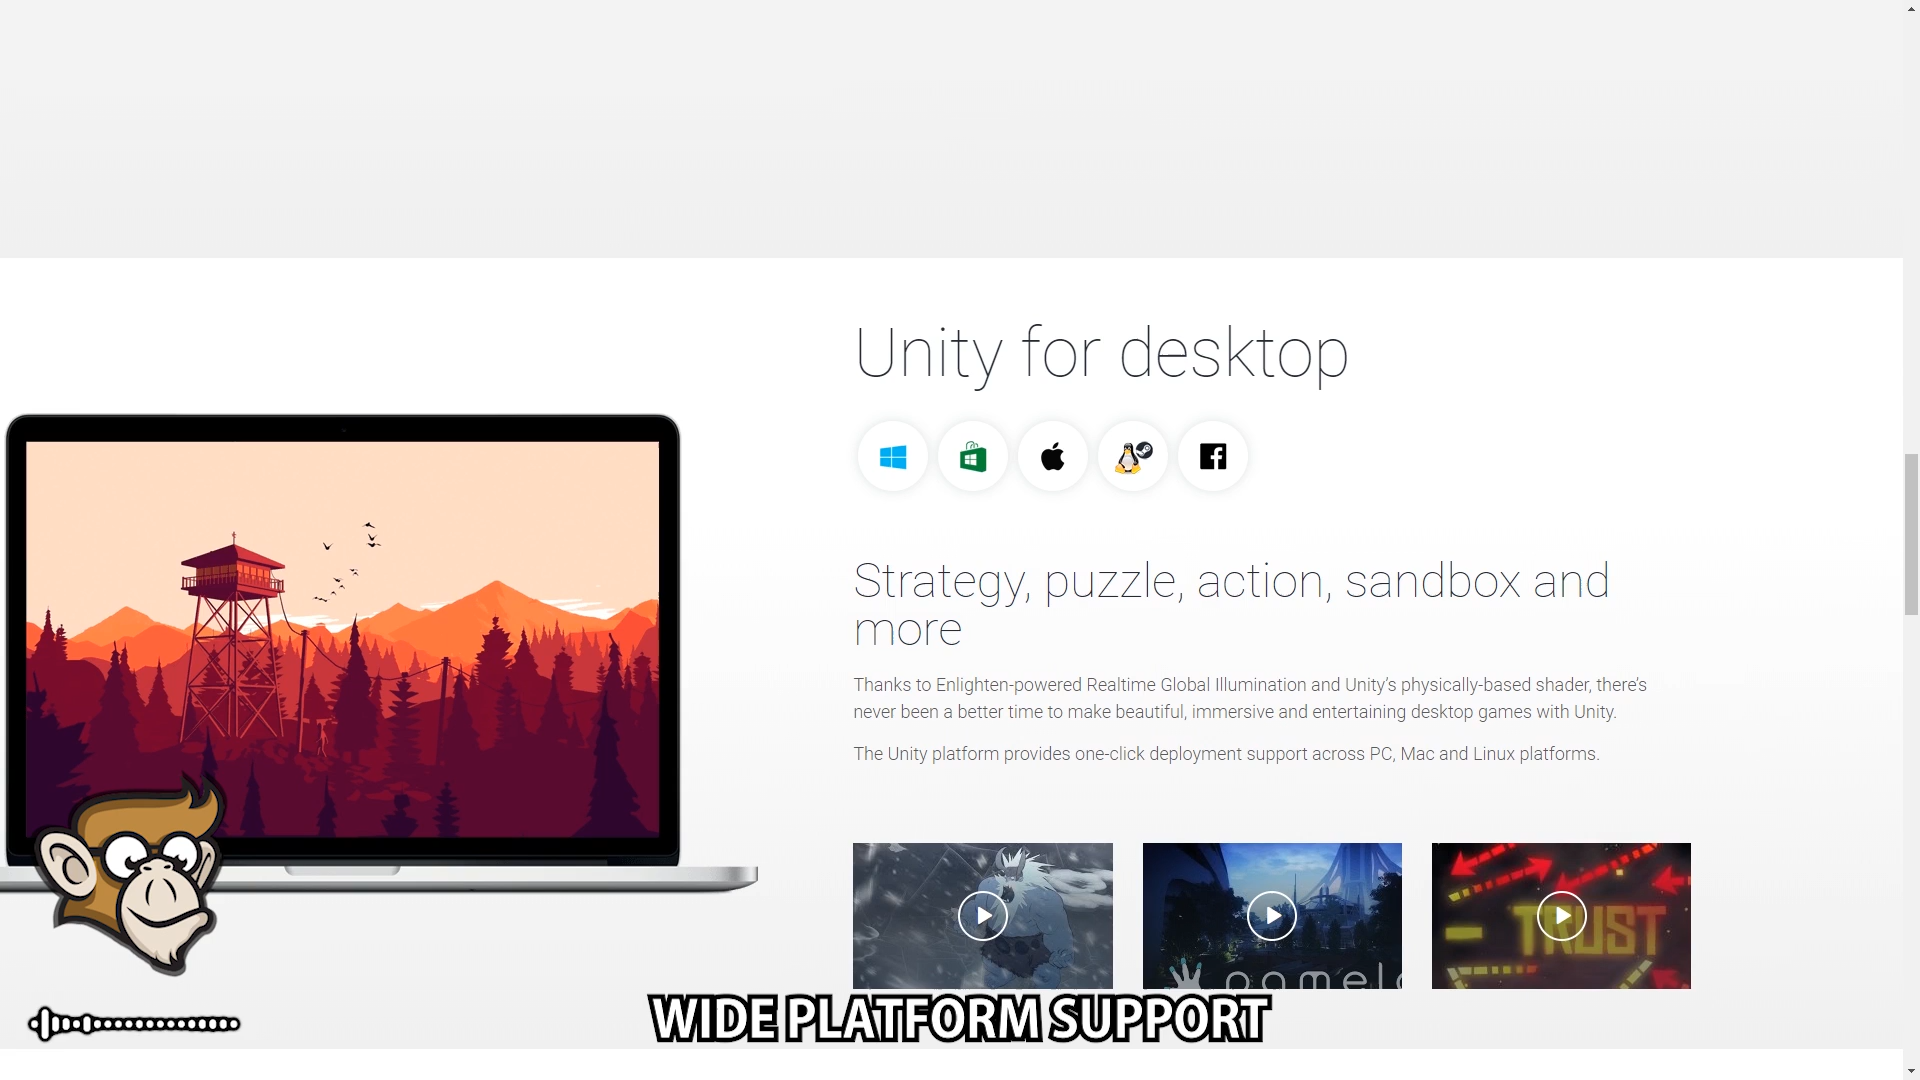 Unity for desktop
Strategy, puzzle, action, sandbox and
more
Thanks to Enlighten-powered Realtime Global Illumination and Unity’s physically-based shader, there’s
never been a better time to make beautiful, immersive and entertaining desktop games with Unity.
The Unity platform provides one-click deployment support across PC, Mac and Linux platforms.
pamela
TRUST
WIDE PLATFORM SUPPORT